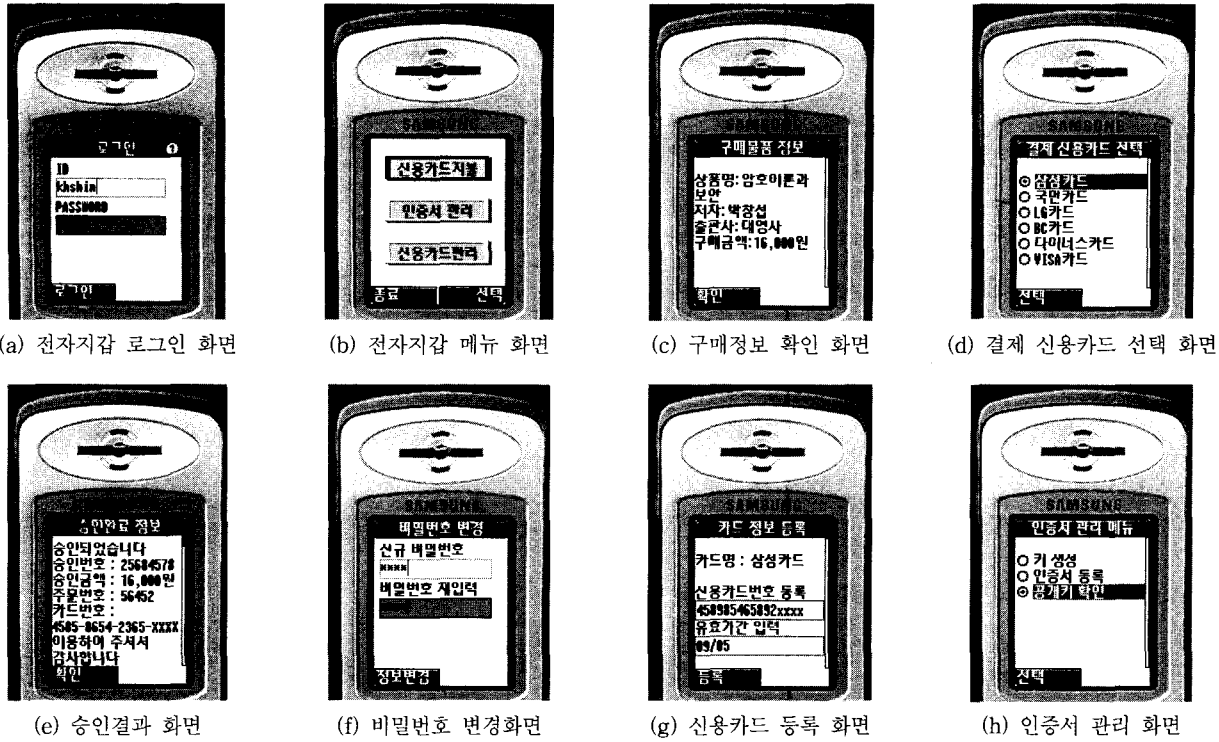 로그인
ID
khshin
PASSWORD
로그인
(a) 전자지갑 로그인 화면
SAMSUNG
신용카드지불
인증서 관리
신용카드관리
종료 선택
(b) 전자지갑 메뉴 화면
SAMSUNG
구매물품 정보
상품명:암호이론과
보안
저자:박창섭
출판사:대영사
구매금액:16,000원
확인
(c) 구매정보 확인 화면
SAMSUNG
결제 신용카드 선택
삼성카드
국민카드
LG카드
BC카드
다이너스카드
VISA카드
선택
(d) 결제 신용카드 선택 화면
승인완료 정보
승인되었습니다
승인번호 : 25684578
승인금액 : 16,000원
주문번호 : 56452
카드번호 :
4505-8654-2365-XXXX
이용하여 주셔서
감사합니다
확인
(e) 승인결과 화면
SAMSUNG
비밀번호 변경
신규 비밀번호
****
비밀번호 재입력
정보변경
(f) 비밀번호 변경화면
SAMSUNG
카드 정보 등록
카드명 : 삼성카드
신용카드번호 등록
458985465892xxxx
유효기간 입력
09/05
등록
(g) 신용카드 등록 화면
SAMSUNG
인증서 관리 메뉴
키 생성
인증서 등록
공개키 확인
선택
(h) 인증서 관리 화면